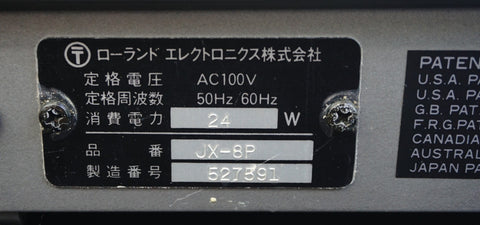 〒 ローランド エレクトロニクス株式会社
定格電圧 AC100V
定格周波数 50Hz/60Hz
消費電力 24 W
品番 JX-8P
製造番号 527591
PATEN
U.S.A. PA
U.S.A. PA
G.B. PAT
F.R.G.PAT
CANADIA
AUSTRAL
JAPAN PA